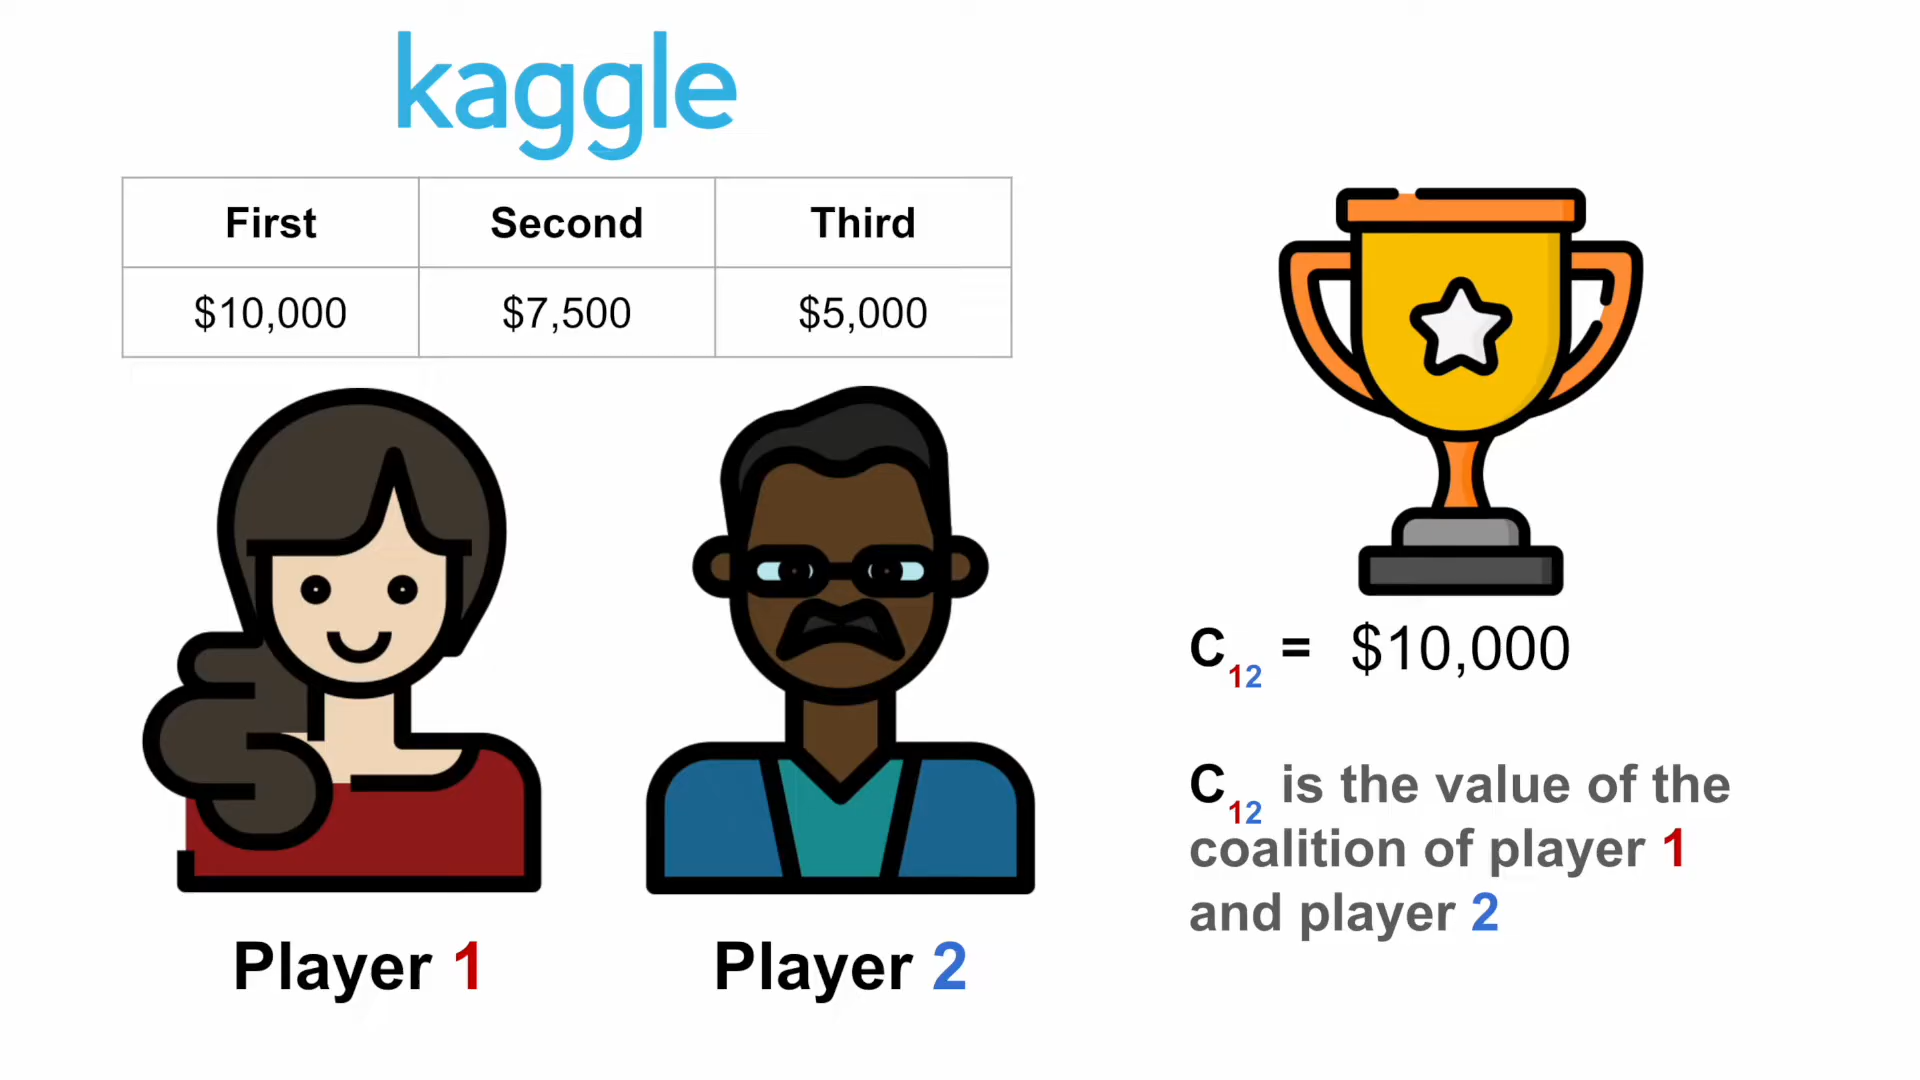 kaggle
First Second Third
$10,000 $7,500 $5,000
C12 = $10,000
C12 is the value of the
coalition of player 1
and player 2
Player 1 Player 2